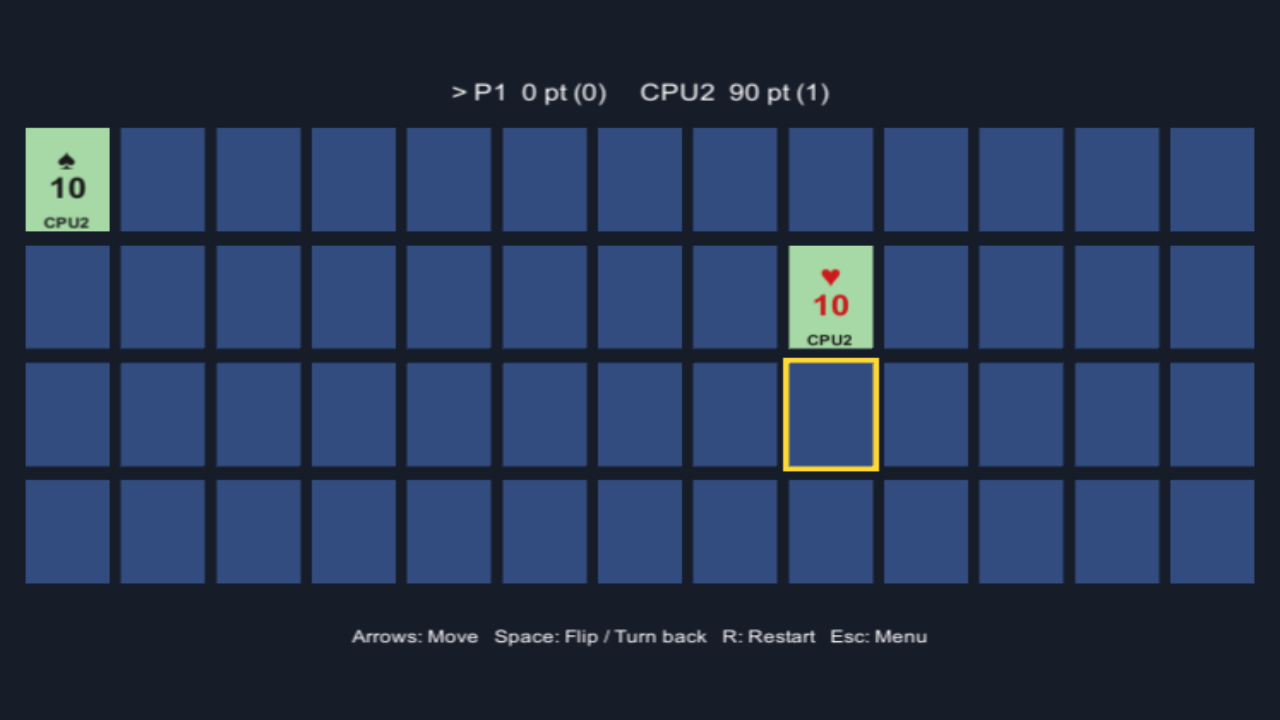 > P1 0 pt (0) CPU2 90 pt (1)
♠
10
CPU2
♥
10
CPU2
Arrows: Move Space: Flip / Turn back R: Restart Esc: Menu